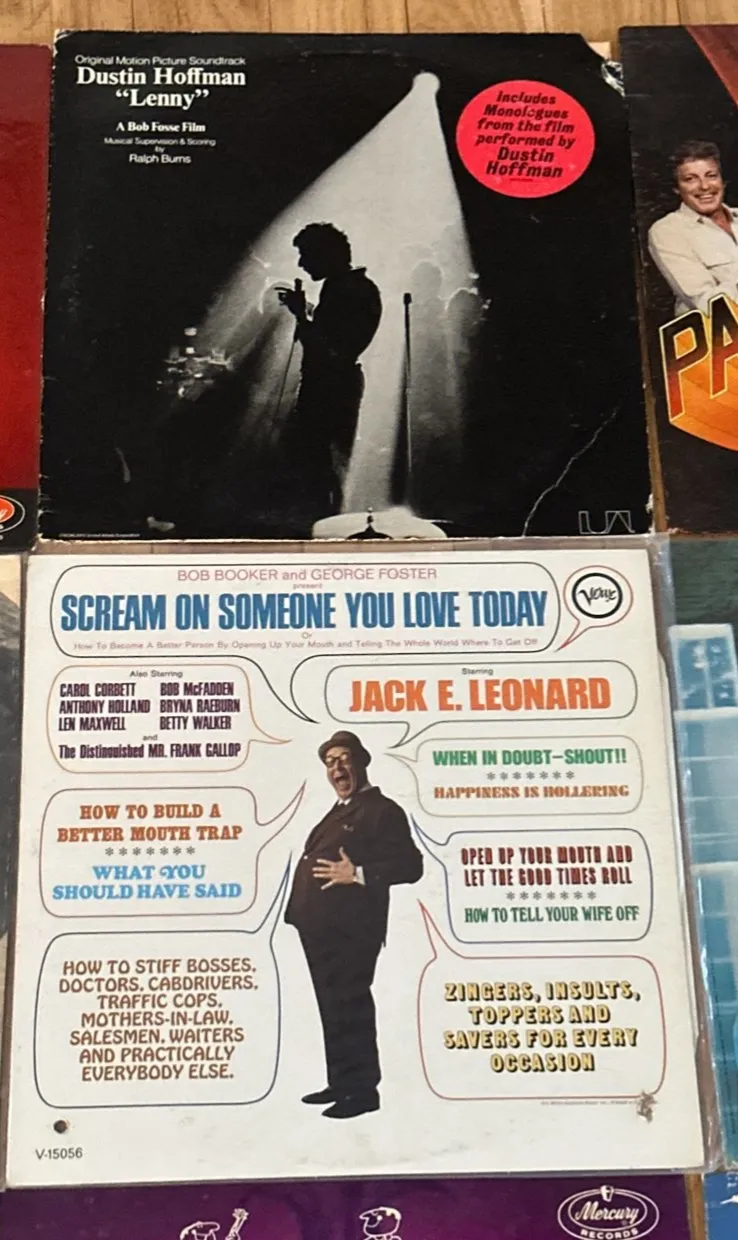 Original Motion Picture Soundtrack
Dustin Hoffman
"Lenny"
A Bob Fosse Film
Musical Supervision & Scoring
by
Ralph Burns
Includes
Monologues
from the film
performed by
Dustin
Hoffman
UA
PA
BOB BOOKER and GEORGE FOSTER
present
SCREAM ON SOMEONE YOU LOVE TODAY
Or
How To Become A Better Person By Opening Up Your Mouth and Telling The Whole World Where To Get Off
Verve
Also Starring
CAROL CORBETT BOB McFADDEN
ANTHONY HOLLAND BRYNA RAEBURN
LEN MAXWELL BETTY WALKER
and
The Distinguished MR. FRANK GALLOP
Starring
JACK E. LEONARD
WHEN IN DOUBT-SHOUT!!
*******
HAPPINESS IS HOLLERING
HOW TO BUILD A
BETTER MOUTH TRAP
*******
WHAT YOU
SHOULD HAVE SAID
OPEN UP YOUR MOUTH AND
LET THE GOOD TIMES ROLL
*******
HOW TO TELL YOUR WIFE OFF
HOW TO STIFF BOSSES,
DOCTORS, CABDRIVERS,
TRAFFIC COPS,
MOTHERS-IN-LAW,
SALESMEN, WAITERS
AND PRACTICALLY
EVERYBODY ELSE.
ZINGERS, INSULTS,
TOPPERS AND
SAVERS FOR EVERY
OCCASION
V-15056
Mercury
RECORDS